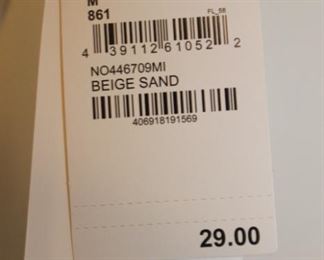 M
861
FL_58
4 39112 61052 2
NO446709MI
BEIGE SAND
406918191569
29.00